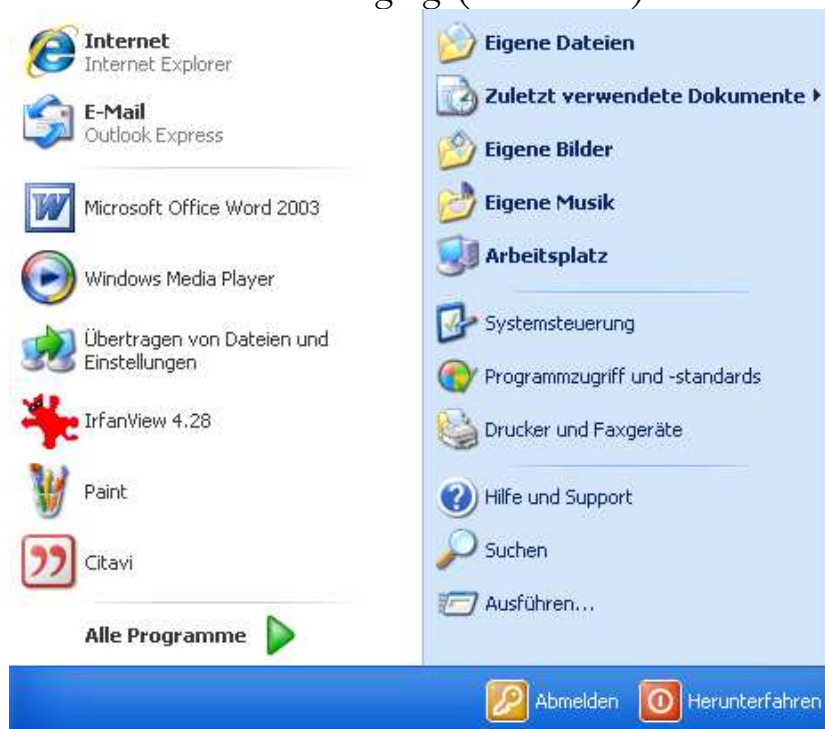 Internet
Internet Explorer
E-Mail
Outlook Express
Microsoft Office Word 2003
Windows Media Player
Übertragen von Dateien und
Einstellungen
IrfanView 4.28
Paint
Citavi
Alle Programme
Eigene Dateien
Zuletzt verwendete Dokumente
Eigene Bilder
Eigene Musik
Arbeitsplatz
Systemsteuerung
Programmzugriff und -standards
Drucker und Faxgeräte
Hilfe und Support
Suchen
Ausführen...
Abmelden
Herunterfahren